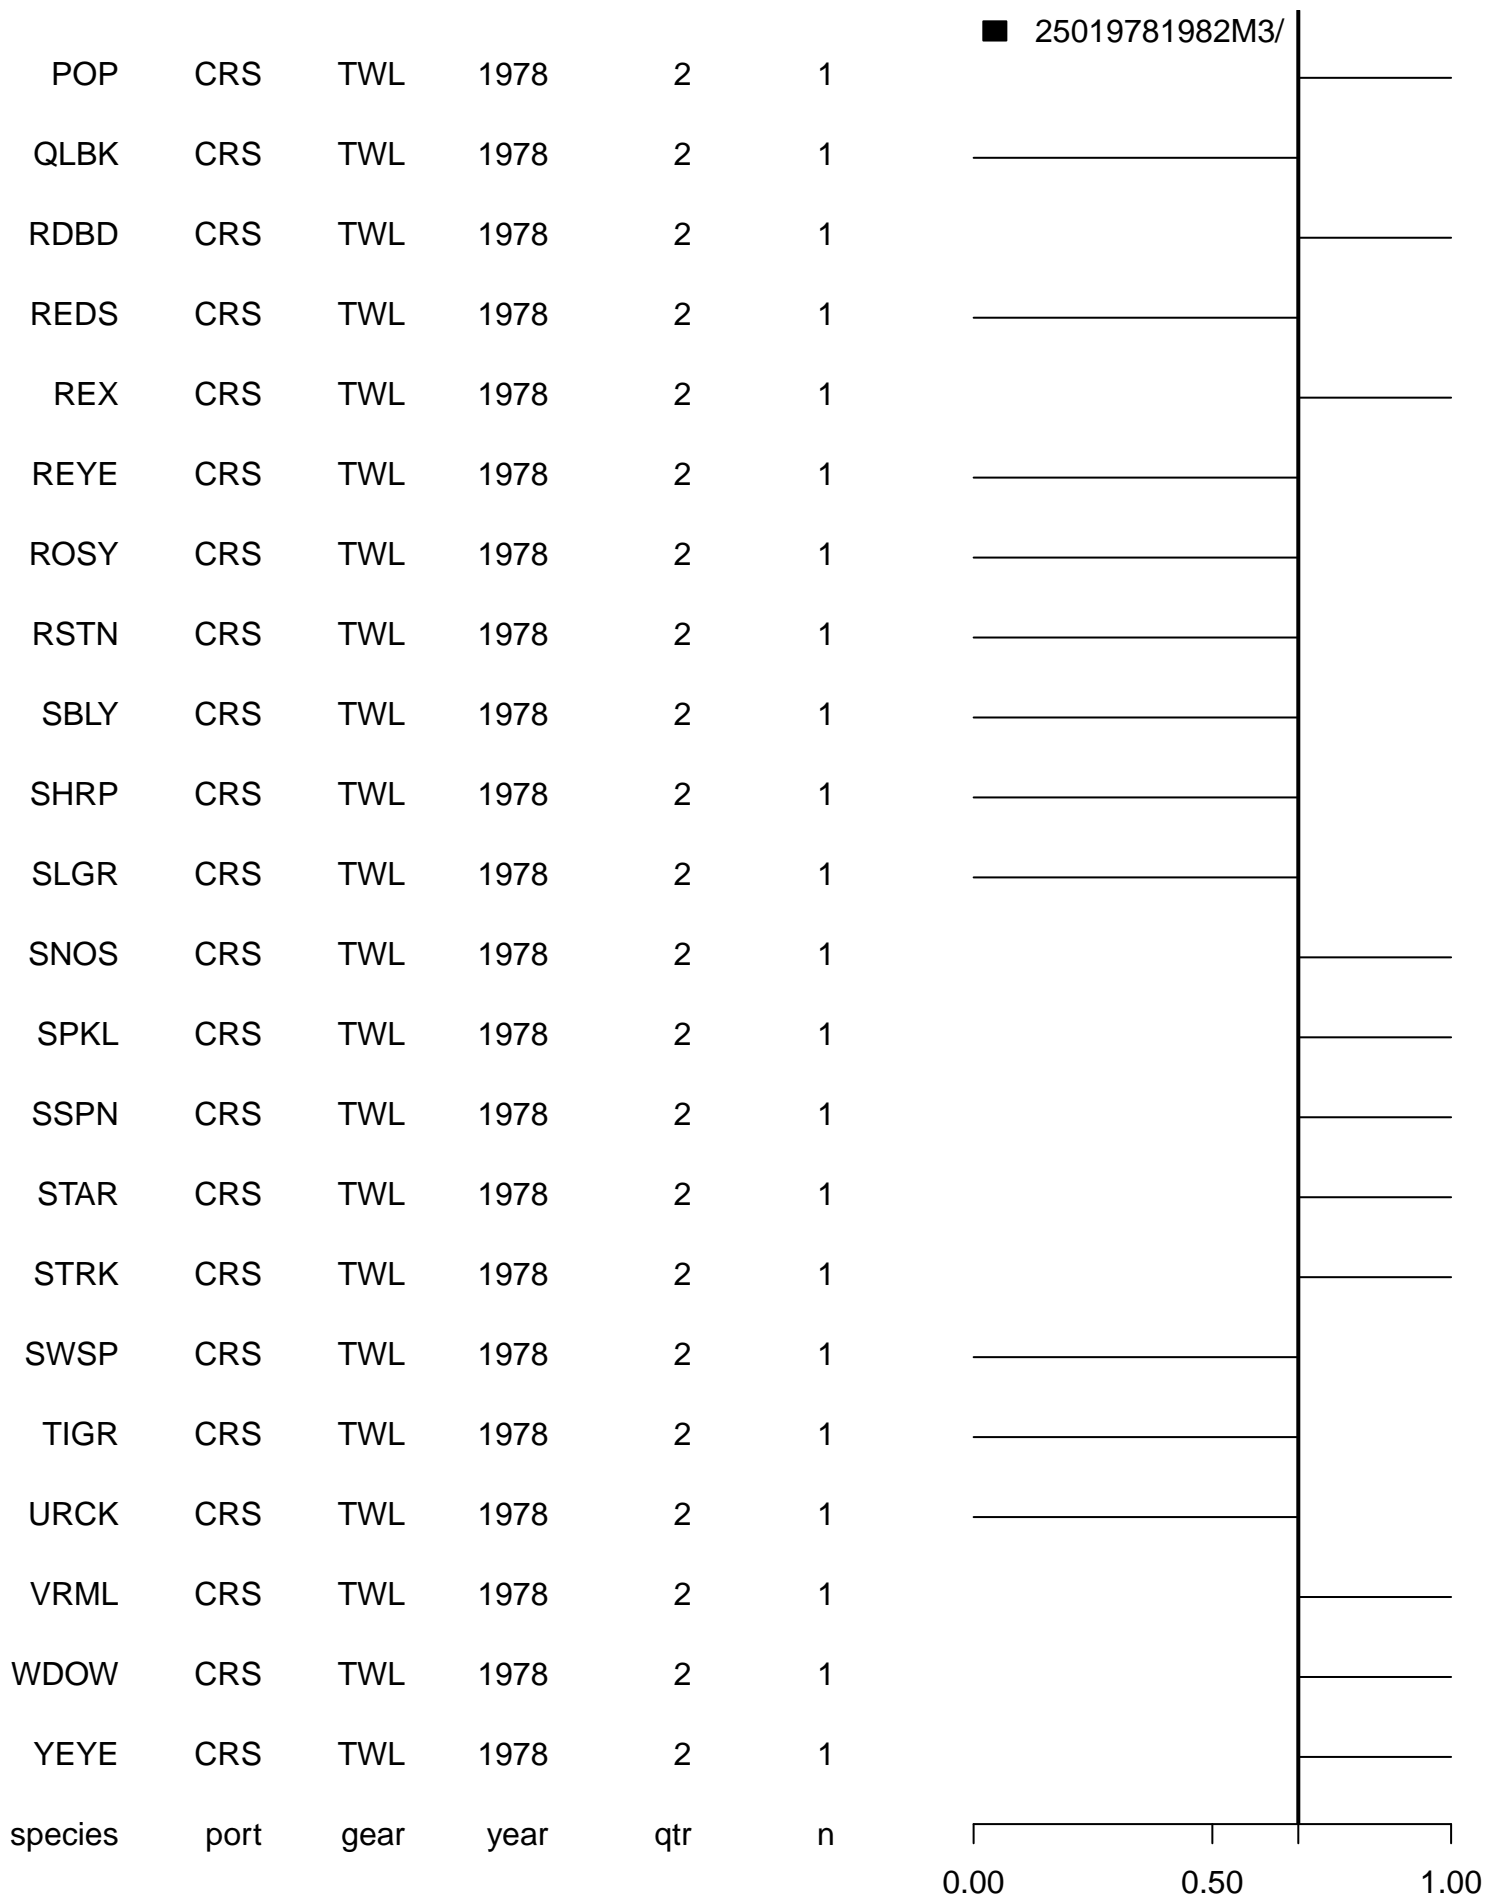 25019781982M3/
POP CRS TWL 1978 2 1
QLBK CRS TWL 1978 2 1
RDBD CRS TWL 1978 2 1
REDS CRS TWL 1978 2 1
REX CRS TWL 1978 2 1
REYE CRS TWL 1978 2 1
ROSY CRS TWL 1978 2 1
RSTN CRS TWL 1978 2 1
SBLY CRS TWL 1978 2 1
SHRP CRS TWL 1978 2 1
SLGR CRS TWL 1978 2 1
SNOS CRS TWL 1978 2 1
SPKL CRS TWL 1978 2 1
SSPN CRS TWL 1978 2 1
STAR CRS TWL 1978 2 1
STRK CRS TWL 1978 2 1
SWSP CRS TWL 1978 2 1
TIGR CRS TWL 1978 2 1
URCK CRS TWL 1978 2 1
VRML CRS TWL 1978 2 1
WDOW CRS TWL 1978 2 1
YEYE CRS TWL 1978 2 1
species port gear year qtr n
0.00 0.50 1.00